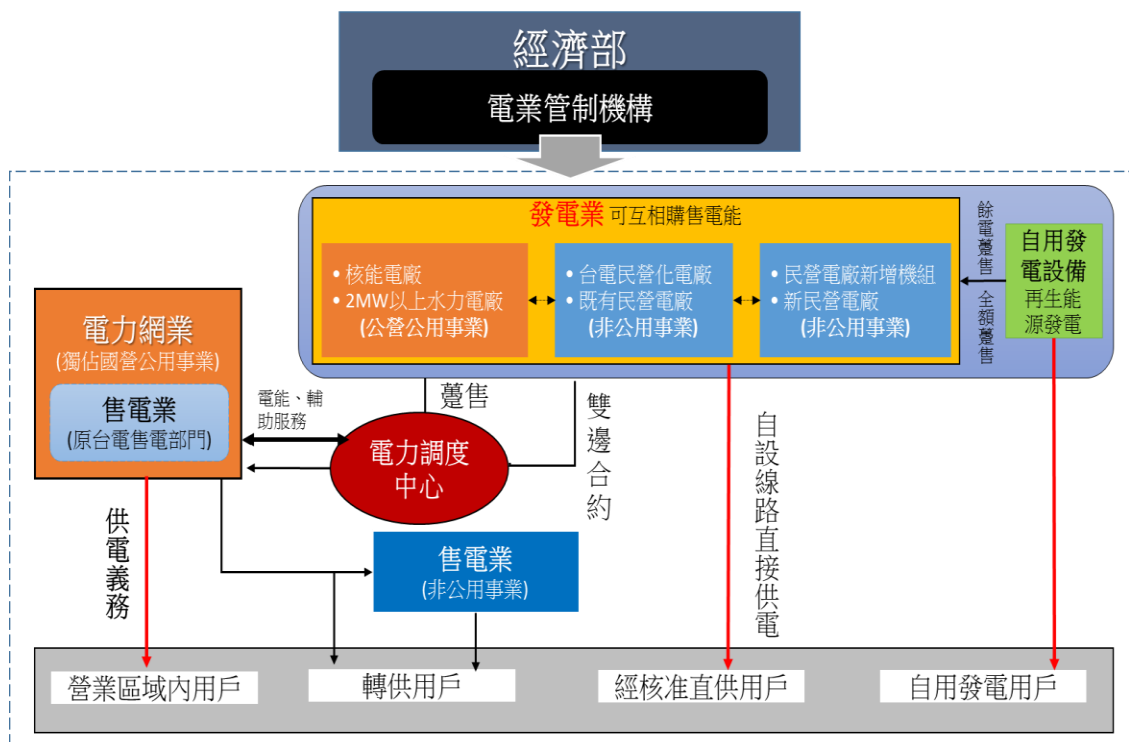 經濟部
電業管制機構
發電業 可互相購售電能
• 核能電廠
• 2MW以上水力電廠
(公營公用事業)
• 台電民營化電廠
• 既有民營電廠
(非公用事業)
• 民營電廠新增機組
• 新民營電廠
(非公用事業)
餘電躉售 全額躉售
自用發
電設備
再生能
源發電
電力網業
(獨佔國營公用事業)
售電業
(原台電售電部門)
電能、輔
助服務
躉售
雙邊合約
電力調度
中心
自設線路直接供電
供電義務
售電業
(非公用事業)
營業區域內用戶
轉供用戶
經核准直供用戶
自用發電用戶